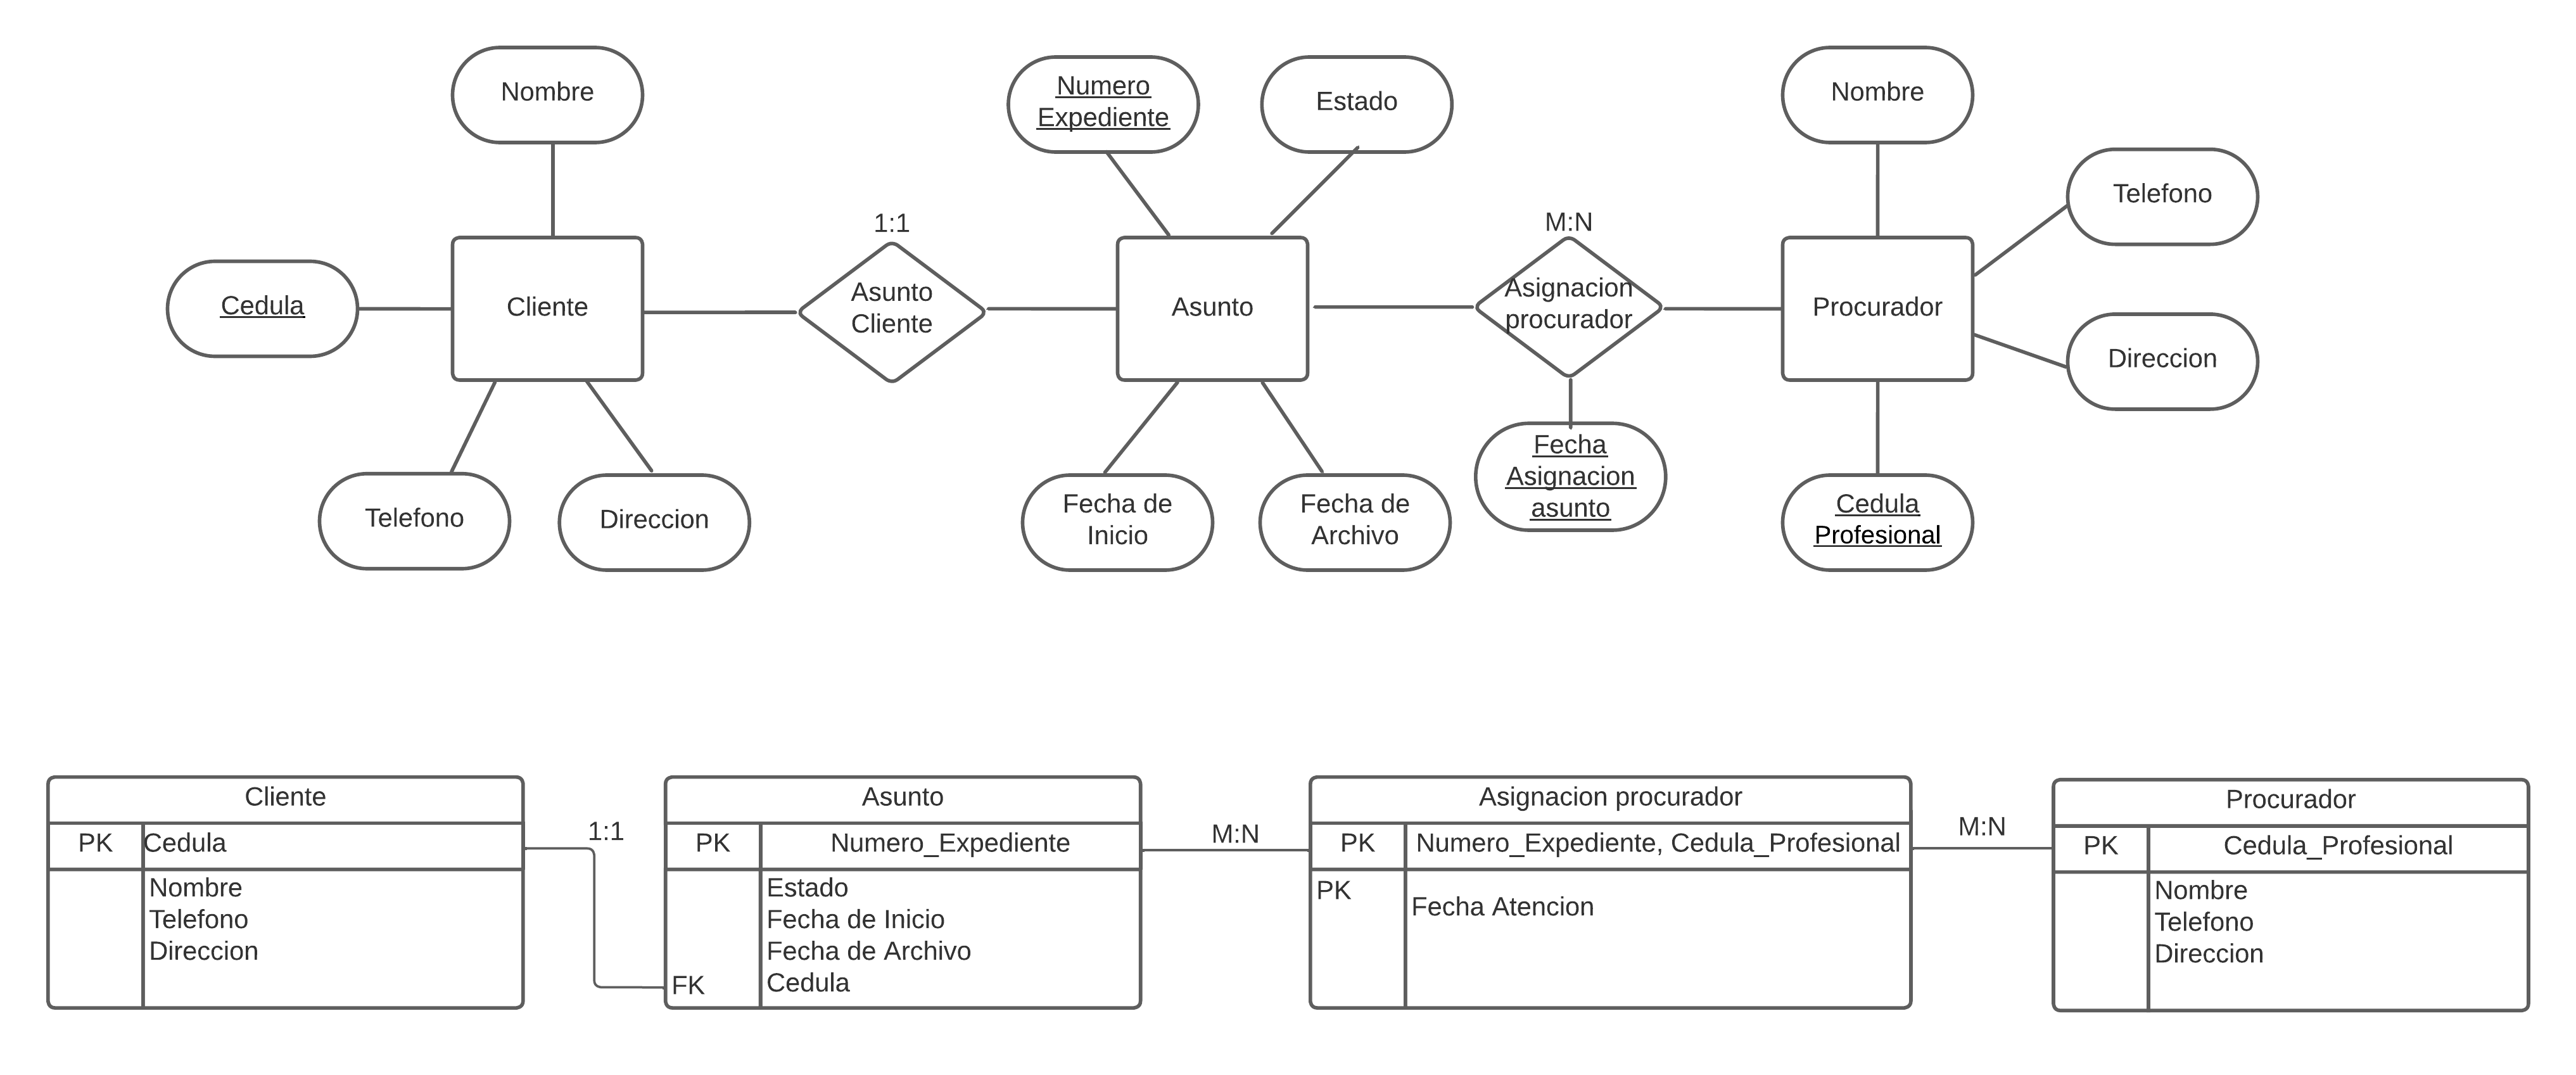 Nombre
Numero
Expediente
Estado
Nombre
Telefono
1:1
M:N
Cedula
Cliente
Asunto
Cliente
Asunto
Asignacion
procurador
Procurador
Direccion
Telefono
Direccion
Fecha de
Inicio
Fecha de
Archivo
Fecha
Asignacion
asunto
Cedula
Profesional
Cliente
PK Cedula
Nombre
Telefono
Direccion
1:1
Asunto
PK Numero_Expediente
Estado
Fecha de Inicio
Fecha de Archivo
FK Cedula
M:N
Asignacion procurador
PK Numero_Expediente, Cedula_Profesional
PK Fecha Atencion
M:N
Procurador
PK Cedula_Profesional
Nombre
Telefono
Direccion